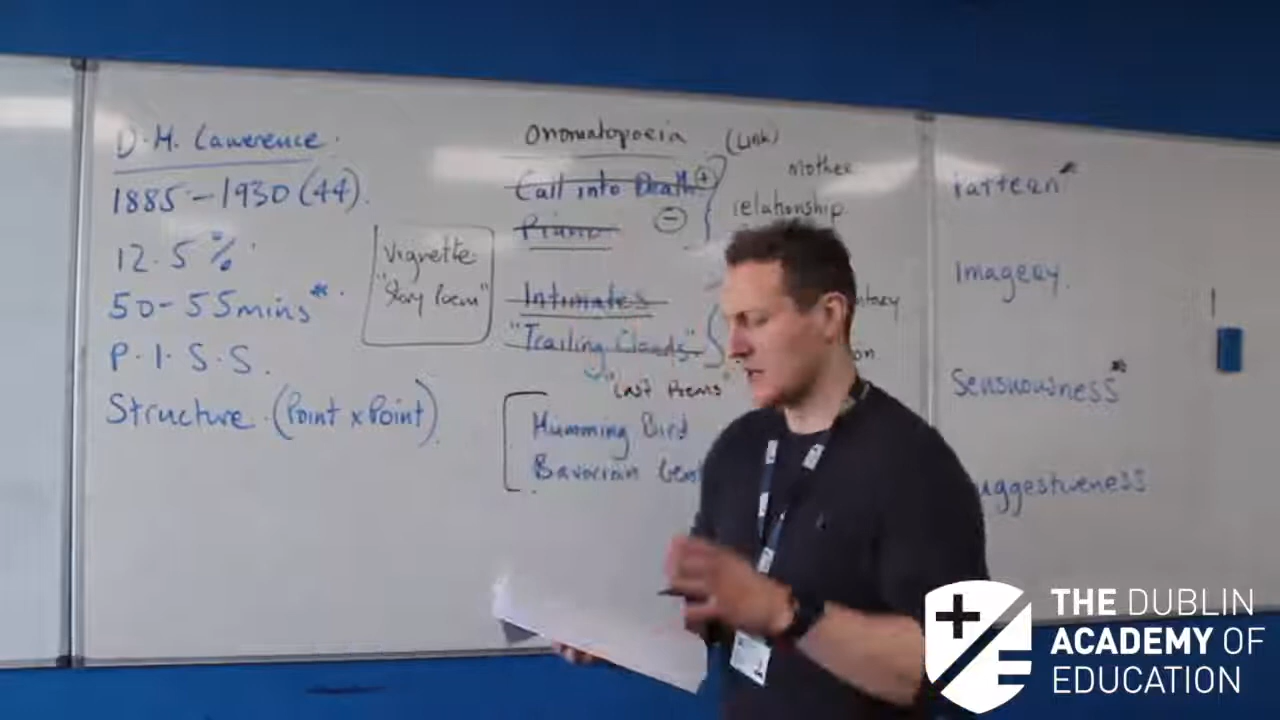 D.H. Lawrence.
1885 - 1930 (44).
12.5%
50-55mins*.
P.I.S.S.
Structure. (Point x Point)
Vignette:
"Story Poem"
Onomatopoeia
Call into Death +
Piano -
Intimates
"Trailing Clouds"
"Last Poems"
Humming Bird
Bavarian
(Link)
Mother
relationship
Pattern*
Imagery.
Sensuousness*
uggestiveness
THE DUBLIN
ACADEMY OF
EDUCATION